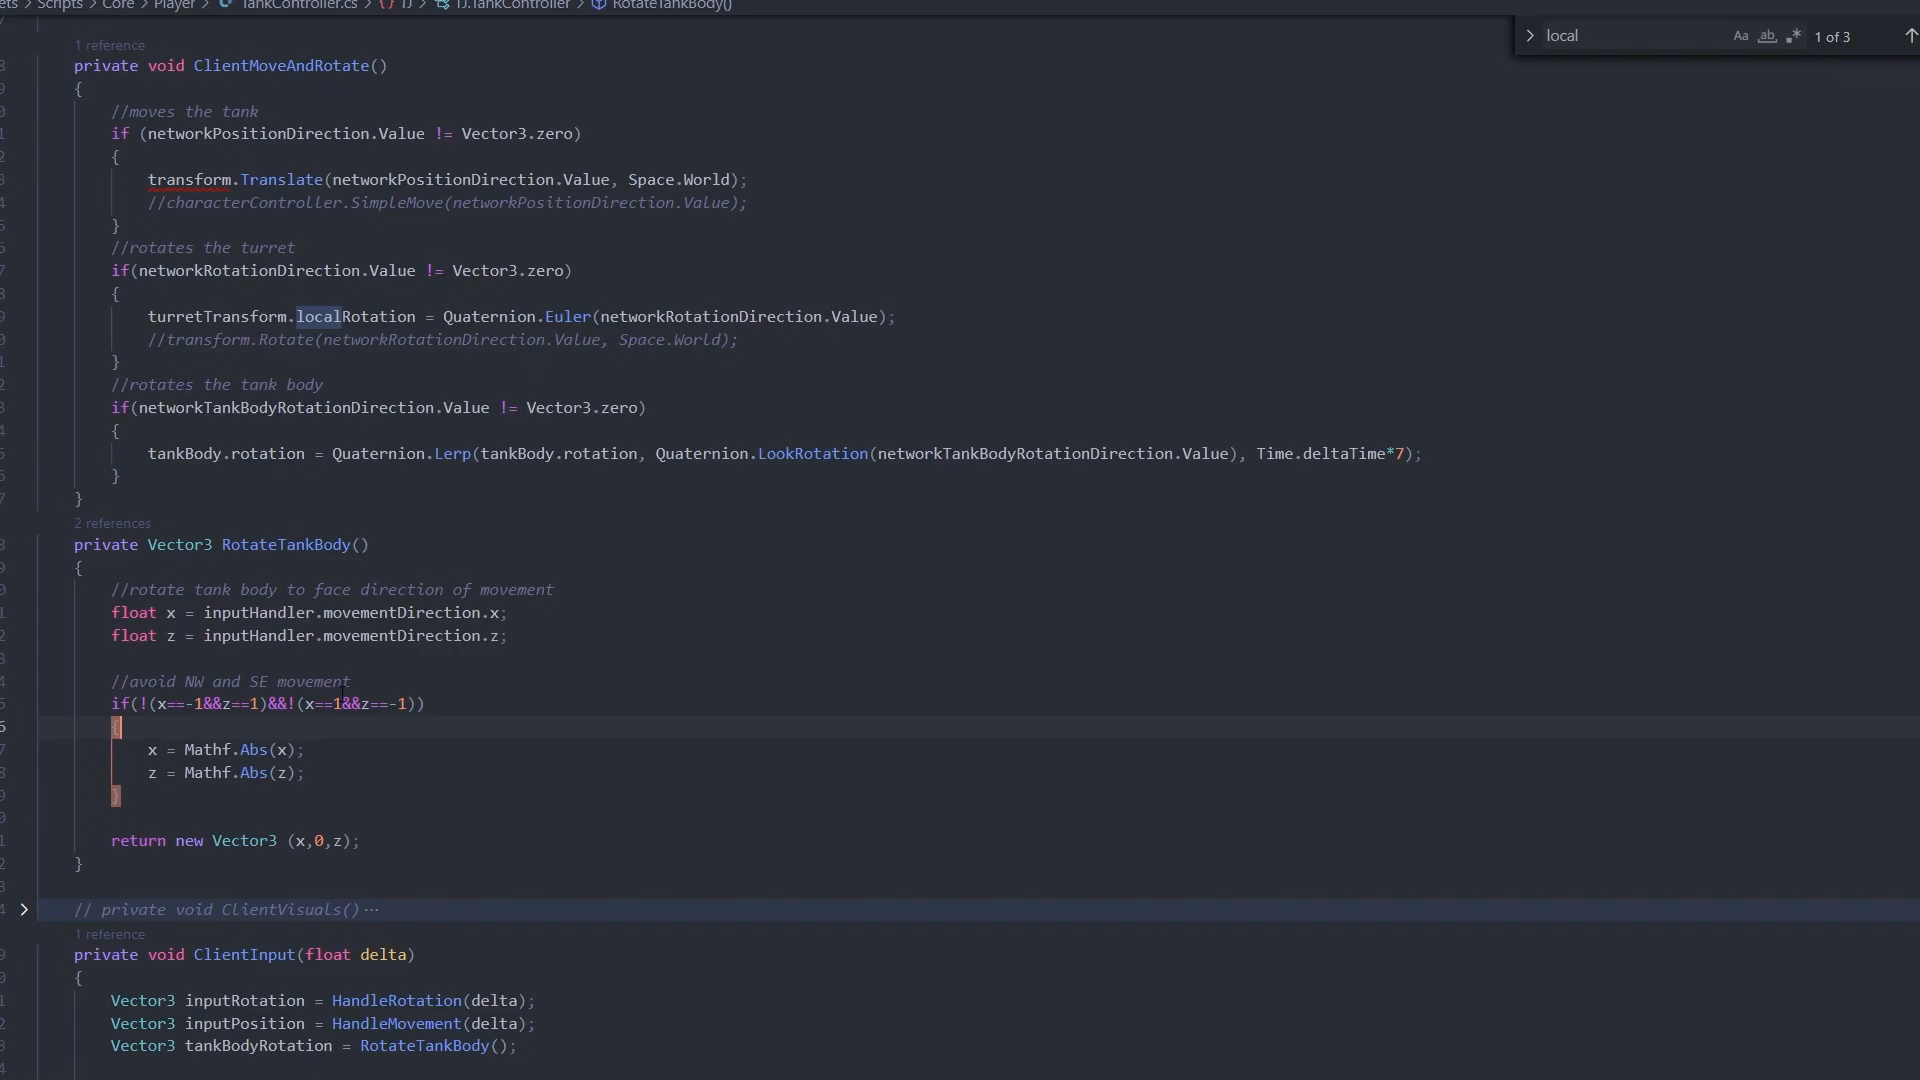 ets > Scripts > Core > Player > TankController.cs > {} TJ > TJ.TankController > RotateTankBody()
local Aa ab 1 of 3
1 reference
private void ClientMoveAndRotate()
{
//moves the tank
if (networkPositionDirection.Value != Vector3.zero)
{
transform.Translate(networkPositionDirection.Value, Space.World);
//characterController.SimpleMove(networkPositionDirection.Value);
}
//rotates the turret
if(networkRotationDirection.Value != Vector3.zero)
{
turretTransform.localRotation = Quaternion.Euler(networkRotationDirection.Value);
//transform.Rotate(networkRotationDirection.Value, Space.World);
}
//rotates the tank body
if(networkTankBodyRotationDirection.Value != Vector3.zero)
{
tankBody.rotation = Quaternion.Lerp(tankBody.rotation, Quaternion.LookRotation(networkTankBodyRotationDirection.Value), Time.deltaTime*7);
}
}
2 references
private Vector3 RotateTankBody()
{
//rotate tank body to face direction of movement
float x = inputHandler.movementDirection.x;
float z = inputHandler.movementDirection.z;
//avoid NW and SE movement
if(!(x==-1&&z==1)&&!(x==1&&z==-1))
{
x = Mathf.Abs(x);
z = Mathf.Abs(z);
}
return new Vector3 (x,0,z);
}
// private void ClientVisuals() ···
1 reference
private void ClientInput(float delta)
{
Vector3 inputRotation = HandleRotation(delta);
Vector3 inputPosition = HandleMovement(delta);
Vector3 tankBodyRotation = RotateTankBody();